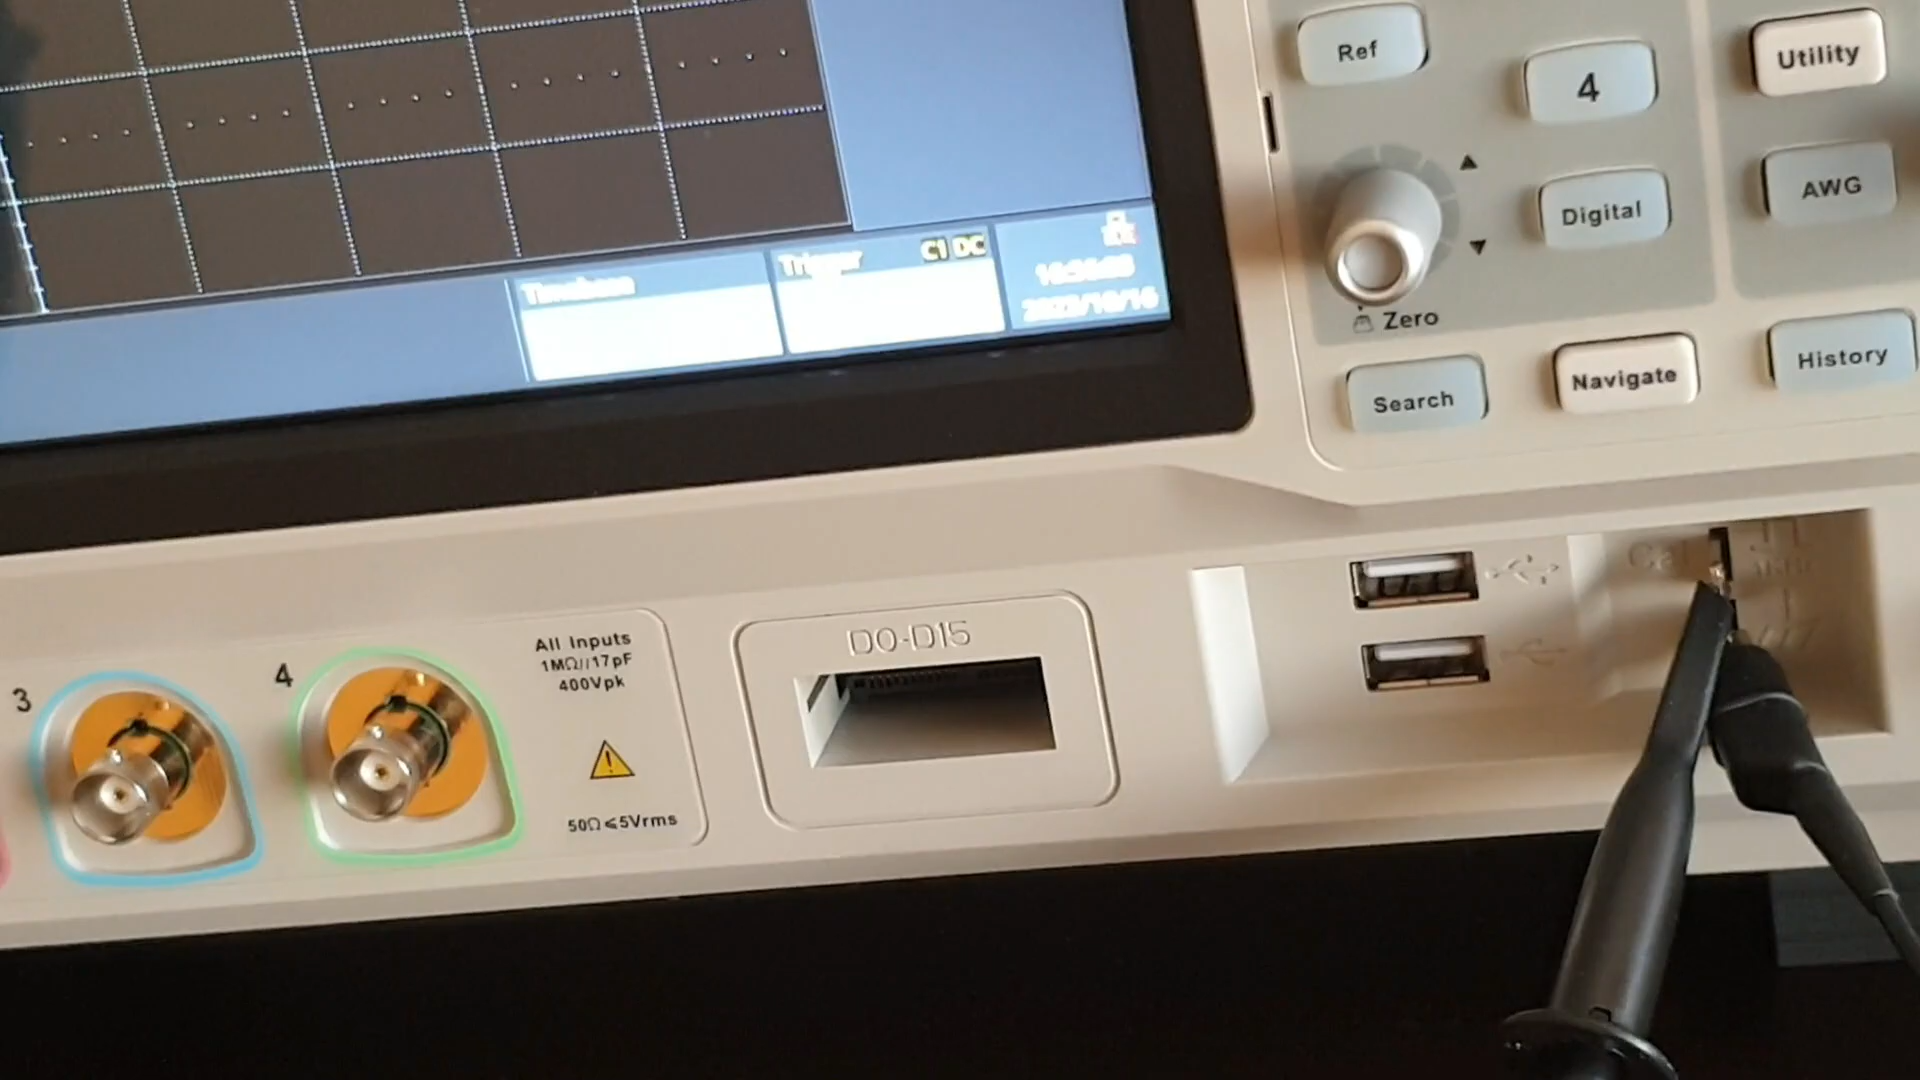 Ref
4
Utility
Digital
AWG
Zero
Search
Navigate
History
Timebase
Trigger
C1 DC
3
4
All Inputs
1MΩ//17pF
400Vpk
50Ω≤5Vrms
D0-D15
Cal